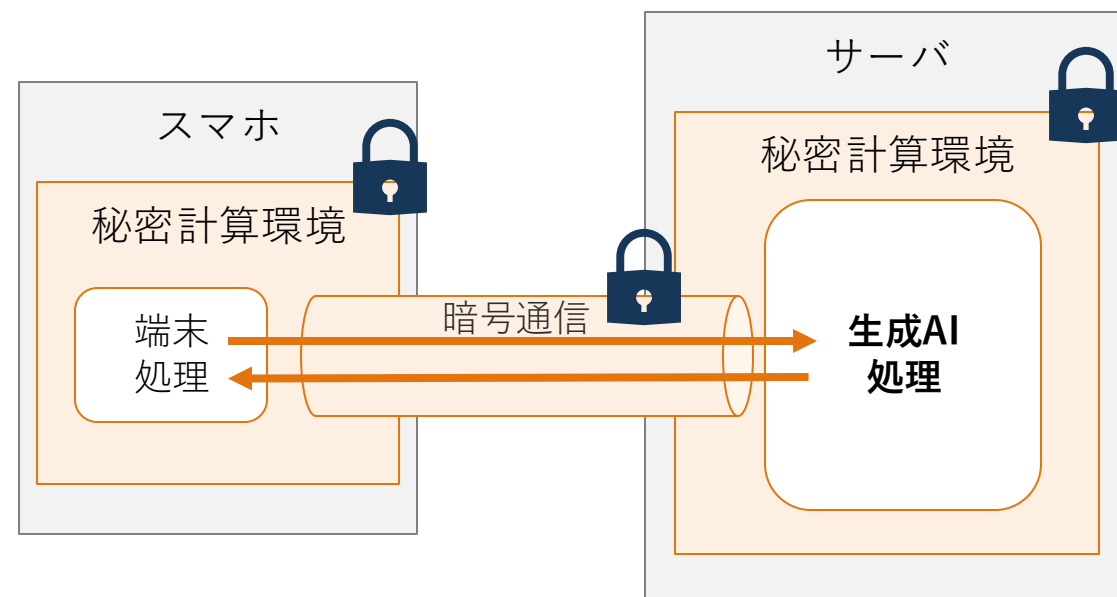 スマホ
秘密計算環境
端末
処理
暗号通信
サーバ
秘密計算環境
生成AI
処理